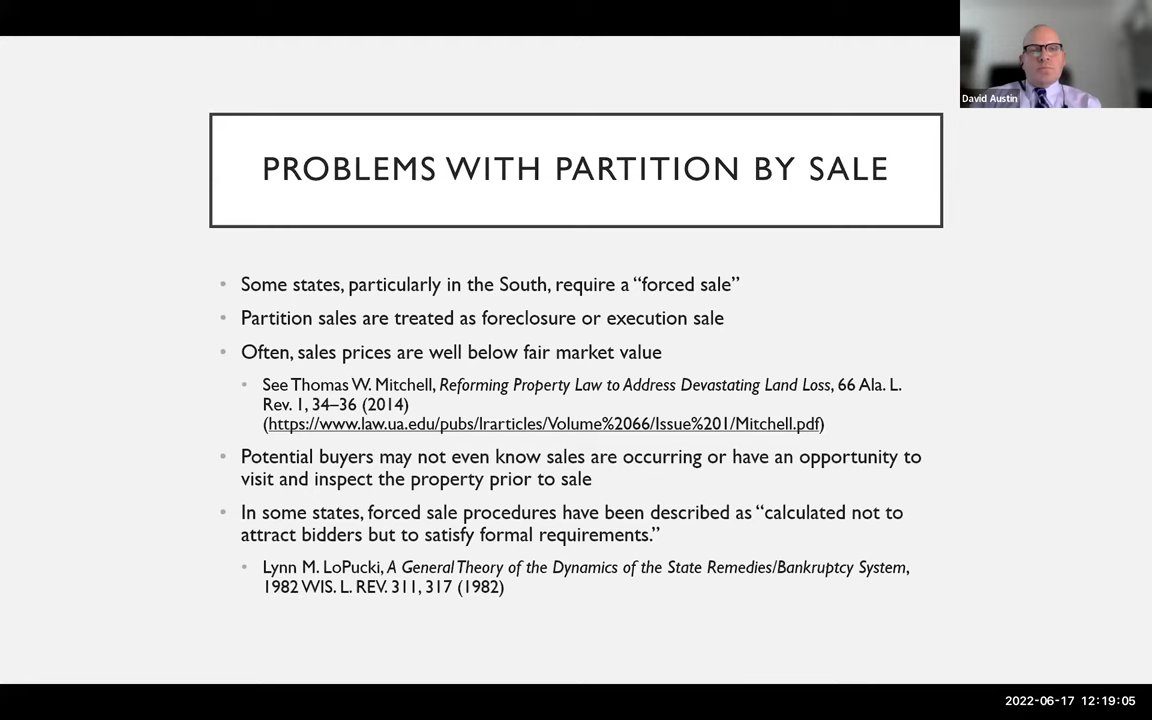 David Austin
PROBLEMS WITH PARTITION BY SALE
• Some states, particularly in the South, require a “forced sale”
• Partition sales are treated as foreclosure or execution sale
• Often, sales prices are well below fair market value
• See Thomas W. Mitchell, Reforming Property Law to Address Devastating Land Loss, 66 Ala. L.
Rev. 1, 34–36 (2014)
(https://www.law.ua.edu/pubs/lrarticles/Volume%2066/Issue%201/Mitchell.pdf)
• Potential buyers may not even know sales are occurring or have an opportunity to
visit and inspect the property prior to sale
• In some states, forced sale procedures have been described as “calculated not to
attract bidders but to satisfy formal requirements.”
• Lynn M. LoPucki, A General Theory of the Dynamics of the State Remedies/Bankruptcy System,
1982 WIS. L. REV. 311, 317 (1982)
2022-06-17 12:19:05